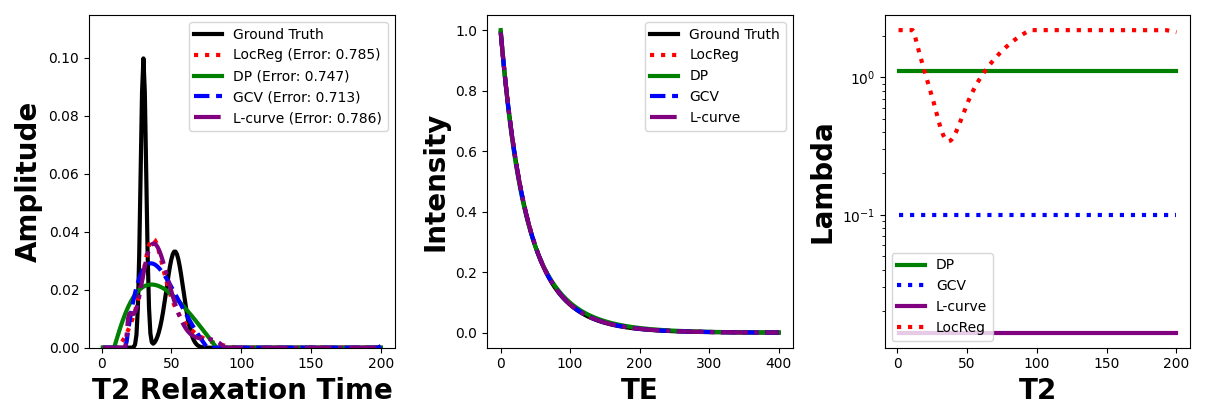 Amplitude
0.10
0.08
0.06
0.04
0.02
0.00
0 50 100 150 200
T2 Relaxation Time
Ground Truth
LocReg (Error: 0.785)
DP (Error: 0.747)
GCV (Error: 0.713)
L-curve (Error: 0.786)
Intensity
1.0
0.8
0.6
0.4
0.2
0.0
0 100 200 300 400
TE
Ground Truth
LocReg
DP
GCV
L-curve
Lambda
10⁰
10⁻¹
0 50 100 150 200
T2
DP
GCV
L-curve
LocReg